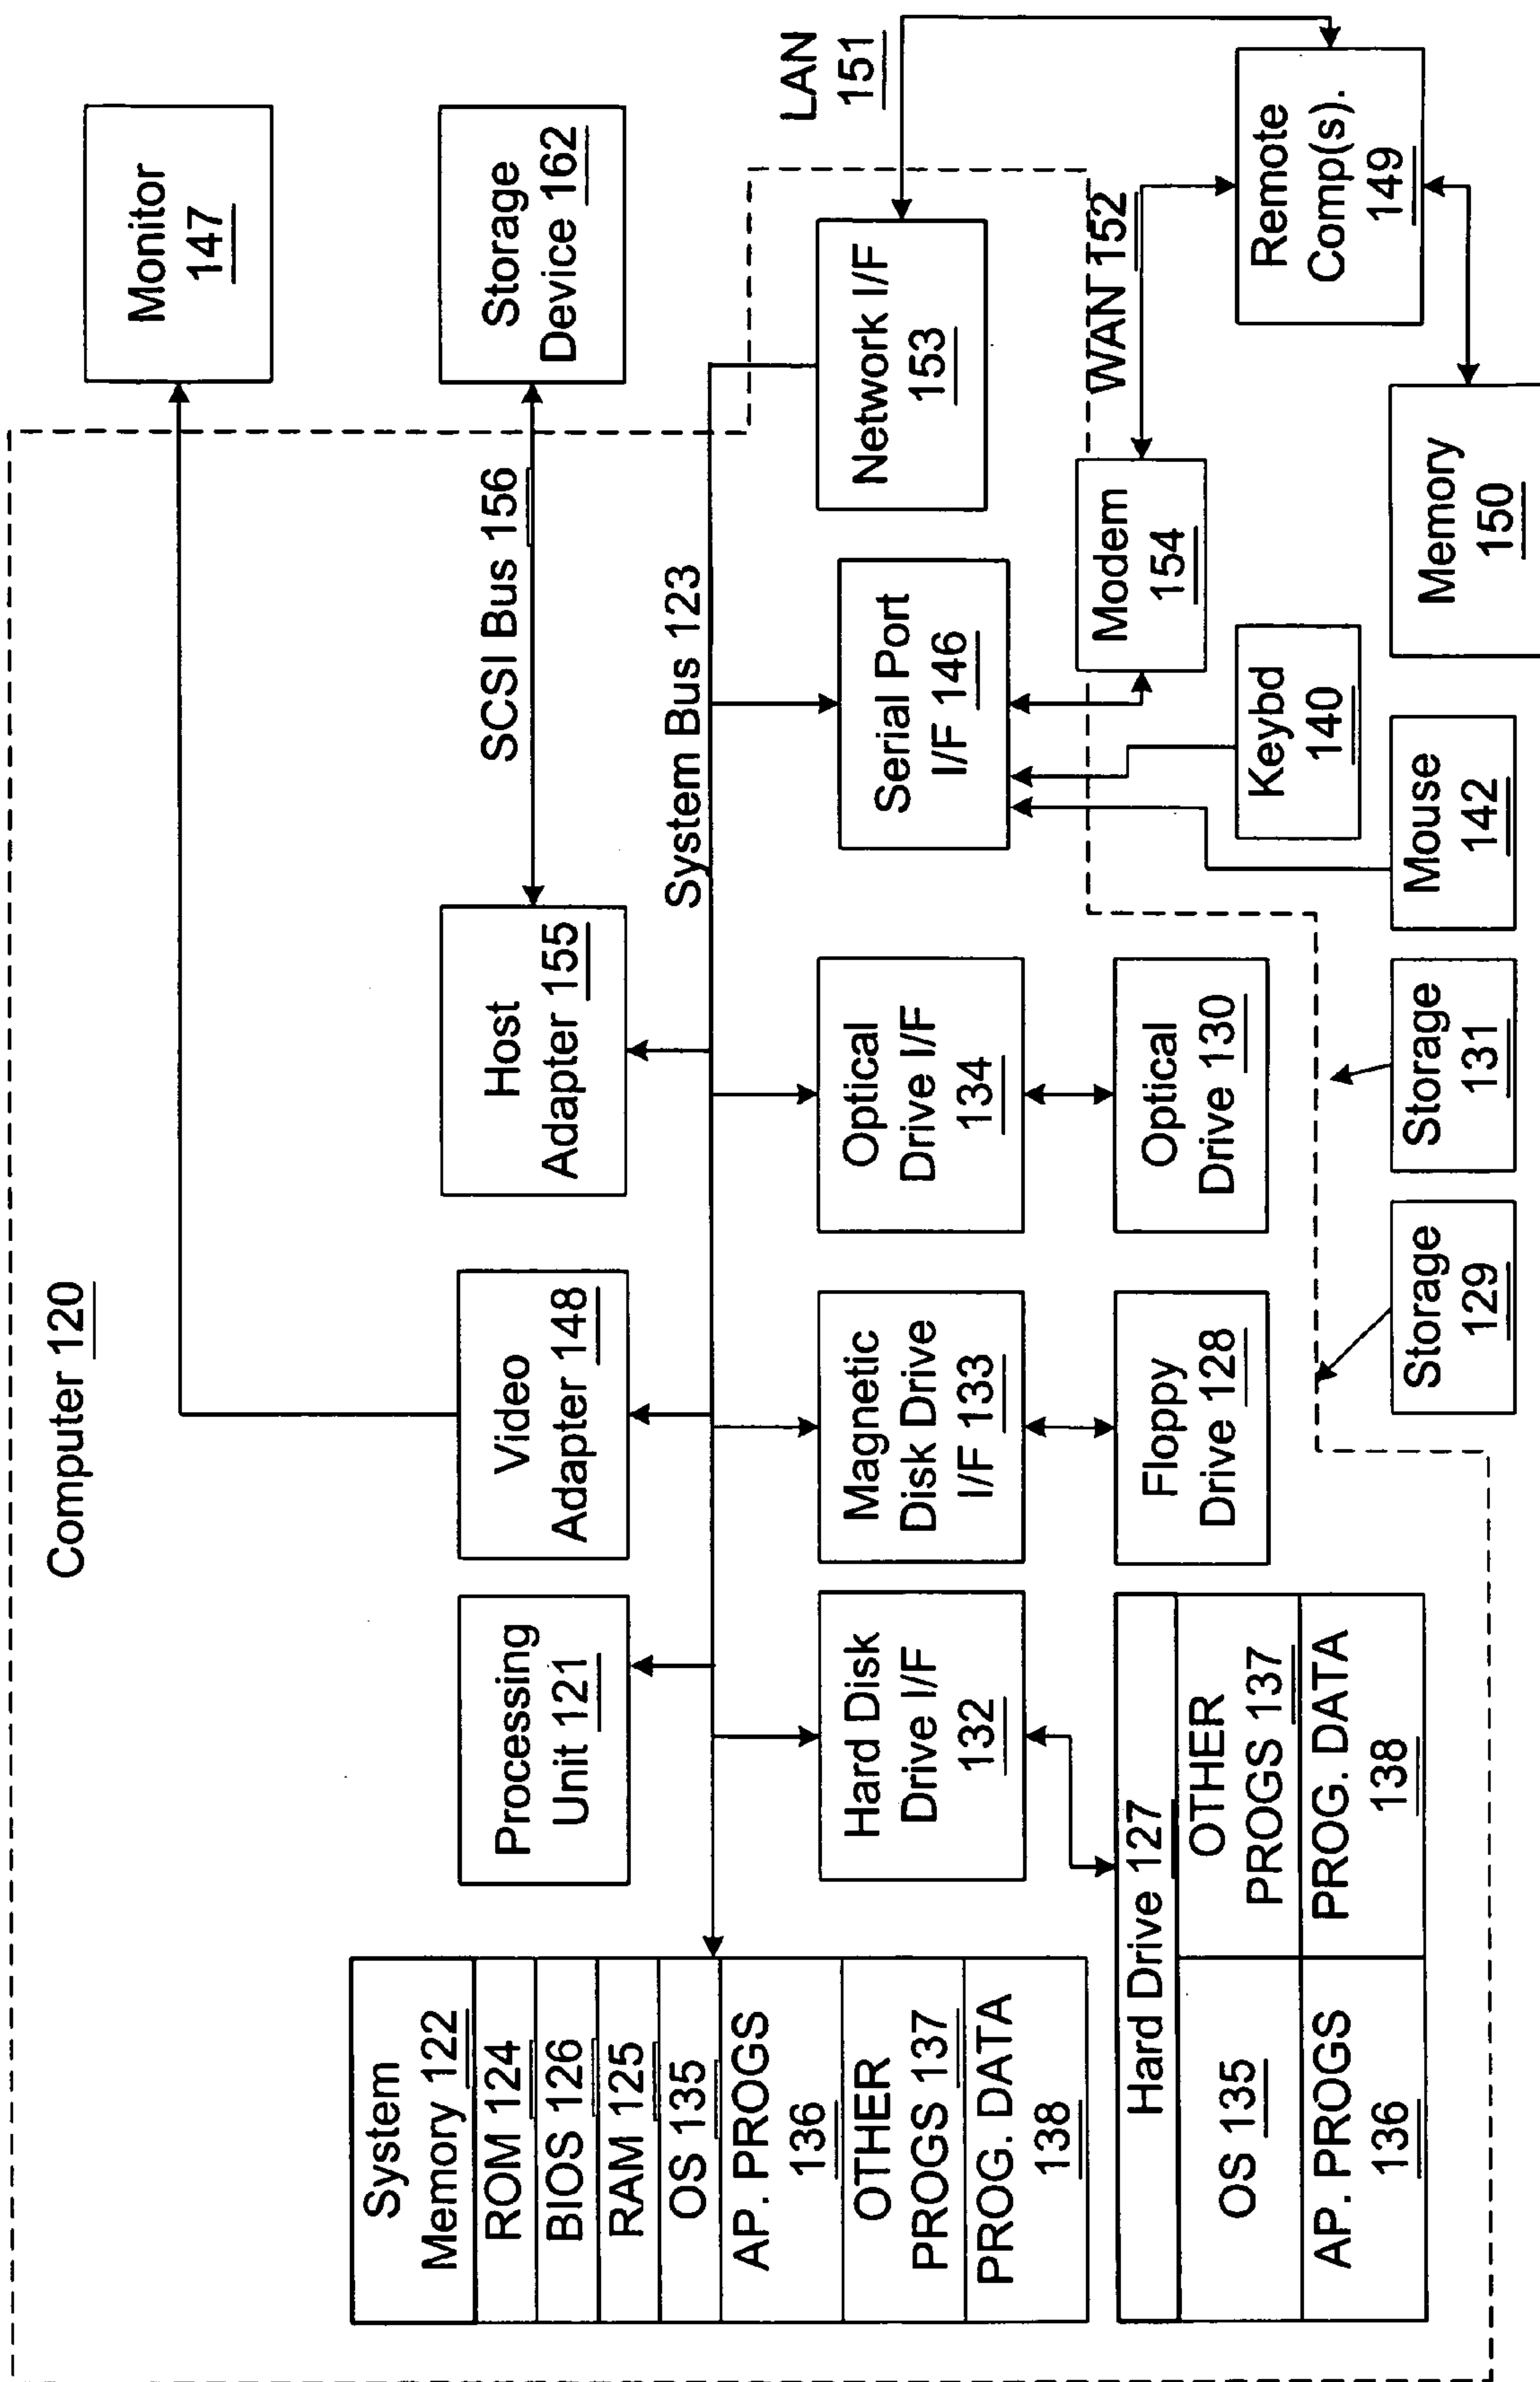 Computer 120
Monitor
147
System
Memory 122
ROM 124
BIOS 126
RAM 125
OS 135
AP. PROGS
136
OTHER
PROGS 137
PROG. DATA
138
Processing
Unit 121
Video
Adapter 148
Host
Adapter 155
SCSI Bus 156
Storage
Device 162
System Bus 123
Hard Disk
Drive I/F
132
Magnetic
Disk Drive
I/F 133
Optical
Drive I/F
134
Serial Port
I/F 146
Network I/F
153
LAN
151
Hard Drive 127
OS 135
OTHER
PROGS 137
AP. PROGS
136
PROG. DATA
138
Floppy
Drive 128
Optical
Drive 130
Modem
154
WAN 152
Remote
Comp(s).
149
Keybd
140
Storage
129
Storage
131
Mouse
142
Memory
150